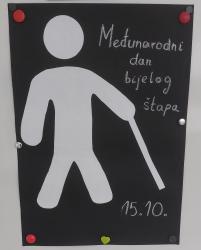 Međunarodni
dan
bijelog
štapa
15.10.